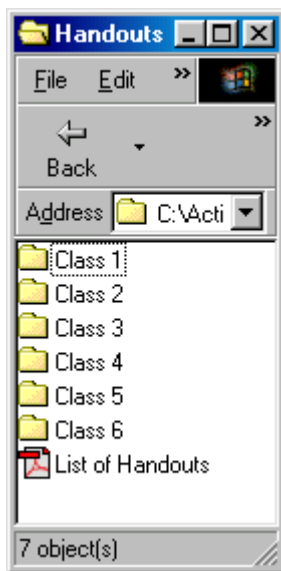 Handouts
File Edit »
Back »
Address C:\Acti
Class 1
Class 2
Class 3
Class 4
Class 5
Class 6
List of Handouts
7 object(s)